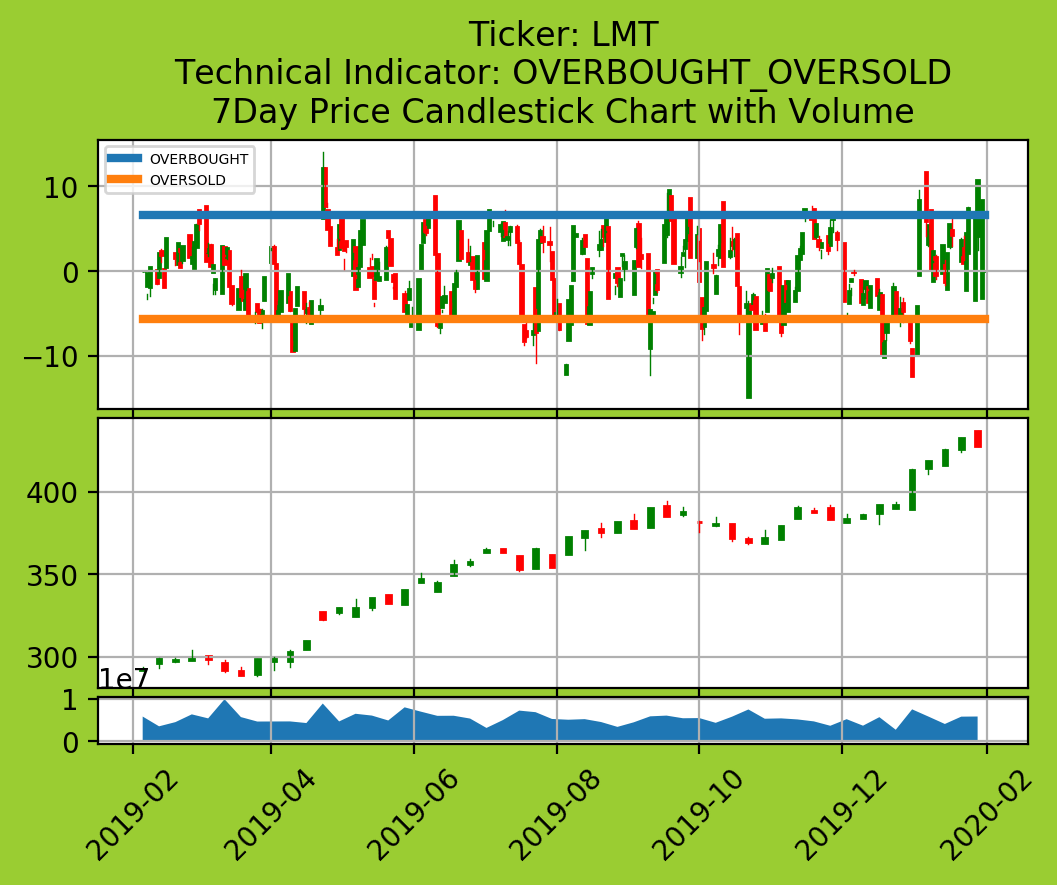 Ticker: LMT
Technical Indicator: OVERBOUGHT_OVERSOLD
7Day Price Candlestick Chart with Volume
OVERBOUGHT
OVERSOLD
10
0
−10
400
350
300
1e7
1
0
2019-02
2019-04
2019-06
2019-08
2019-10
2019-12
2020-02